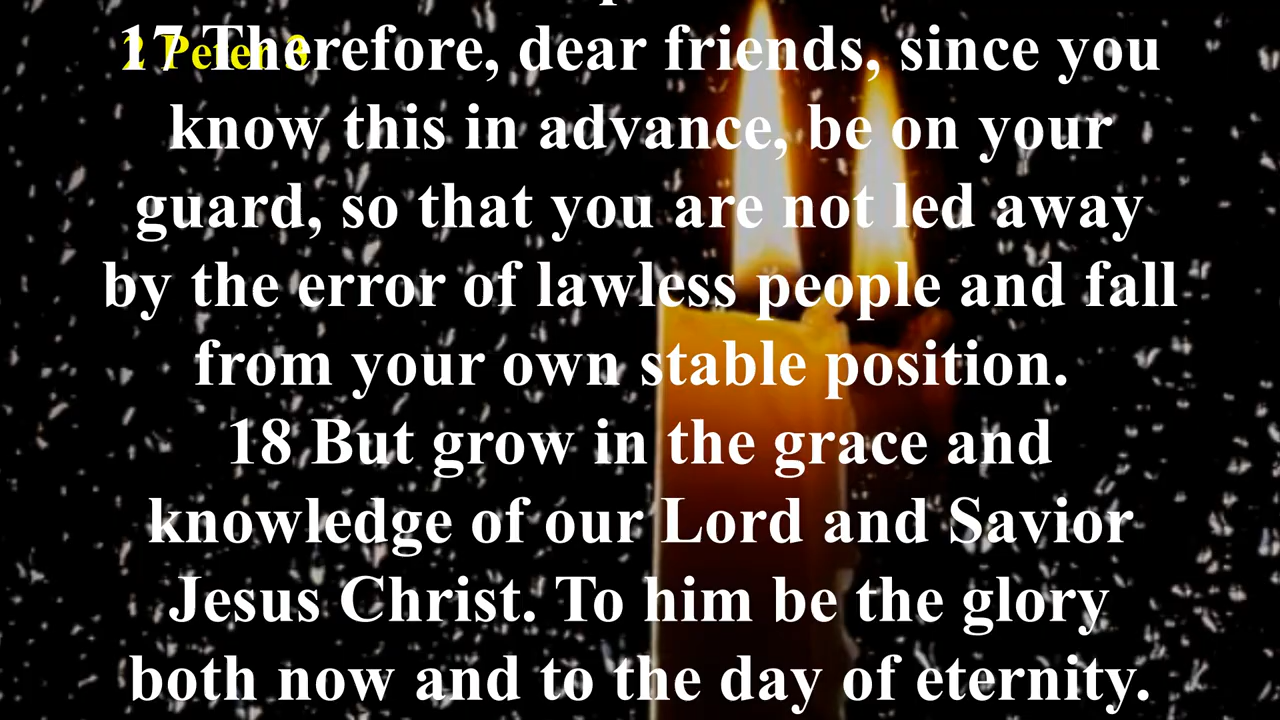 2 Peter 3
17 Therefore, dear friends, since you
know this in advance, be on your
guard, so that you are not led away
by the error of lawless people and fall
from your own stable position.
18 But grow in the grace and
knowledge of our Lord and Savior
Jesus Christ. To him be the glory
both now and to the day of eternity.